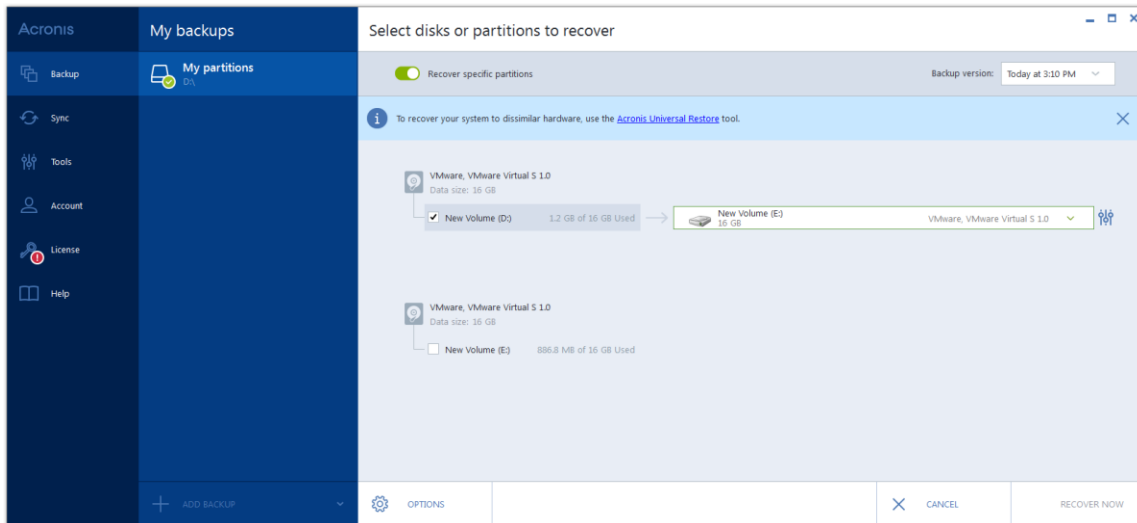 Acronis
My backups
Select disks or partitions to recover
Backup
My partitions
D:\
Recover specific partitions
Backup version:
Today at 3:10 PM
Sync
i
To recover your system to dissimilar hardware, use the Acronis Universal Restore tool.
Tools
VMware, VMware Virtual S 1.0
Data size: 16 GB
Account
New Volume (D:)
1.2 GB of 16 GB Used
New Volume (E:)
16 GB
VMware, VMware Virtual S 1.0
License
!
Help
VMware, VMware Virtual S 1.0
Data size: 16 GB
New Volume (E:)
886.8 MB of 16 GB Used
ADD BACKUP
OPTIONS
CANCEL
RECOVER NOW